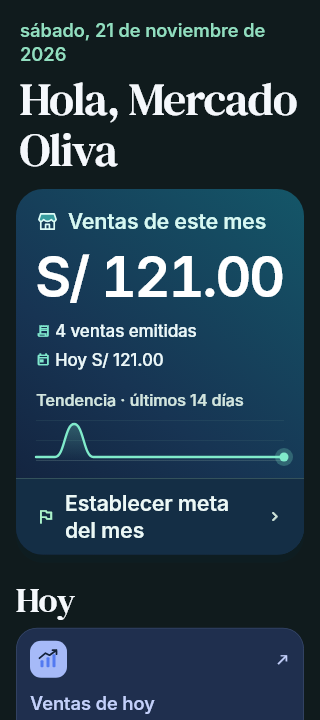 sábado, 21 de noviembre de
2026
Hola, Mercado
Oliva
Ventas de este mes
S/ 121.00
4 ventas emitidas
Hoy S/ 121.00
Tendencia · últimos 14 días
Establecer meta
del mes
Hoy
Ventas de hoy